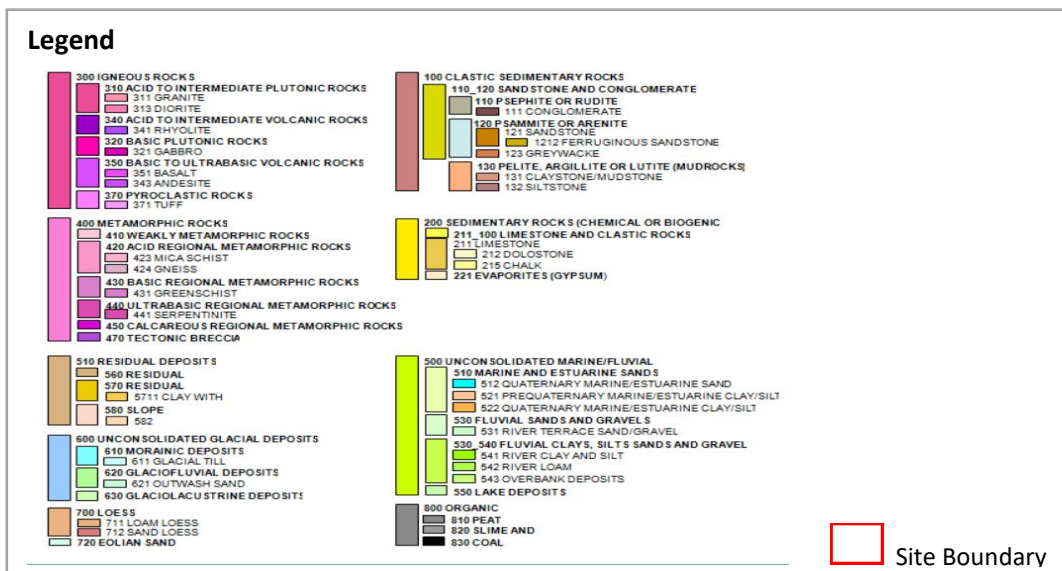 Legend
300 IGNEOUS ROCKS
310 ACID TO INTERMEDIATE PLUTONIC ROCKS
311 GRANITE
313 DIORITE
340 ACID TO INTERMEDIATE VOLCANIC ROCKS
341 RHYOLITE
320 BASIC PLUTONIC ROCKS
321 GABBRO
350 BASIC TO ULTRABASIC VOLCANIC ROCKS
351 BASALT
343 ANDESITE
370 PYROCLASTIC ROCKS
371 TUFF
400 METAMORPHIC ROCKS
410 WEAKLY METAMORPHIC ROCKS
420 ACID REGIONAL METAMORPHIC ROCKS
423 MICA SCHIST
424 GNEISS
430 BASIC REGIONAL METAMORPHIC ROCKS
431 GREENSCHIST
440 ULTRABASIC REGIONAL METAMORPHIC ROCKS
441 SERPENTINITE
450 CALCAREOUS REGIONAL METAMORPHIC ROCKS
470 TECTONIC BRECCIA
510 RESIDUAL DEPOSITS
560 RESIDUAL
570 RESIDUAL
5711 CLAY WITH
580 SLOPE
582
600 UNCONSOLIDATED GLACIAL DEPOSITS
610 MORAINIC DEPOSITS
611 GLACIAL TILL
620 GLACIOFLUVIAL DEPOSITS
621 OUTWASH SAND
630 GLACIOLACUSTRINE DEPOSITS
700 LOESS
711 LOAM LOESS
712 SAND LOESS
720 EOLIAN SAND
100 CLASTIC SEDIMENTARY ROCKS
110_120 SANDSTONE AND CONGLOMERATE
110 PSEPHITE OR RUDITE
111 CONGLOMERATE
120 PSAMMITE OR ARENITE
121 SANDSTONE
1212 FERRUGINOUS SANDSTONE
123 GREYWACKE
130 PELITE, ARGILLITE OR LUTITE (MUDROCKS)
131 CLAYSTONE/MUDSTONE
132 SILTSTONE
200 SEDIMENTARY ROCKS (CHEMICAL OR BIOGENIC
211_100 LIMESTONE AND CLASTIC ROCKS
211 LIMESTONE
212 DOLOSTONE
215 CHALK
221 EVAPORITES (GYPSUM)
500 UNCONSOLIDATED MARINE/FLUVIAL
510 MARINE AND ESTUARINE SANDS
512 QUATERNARY MARINE/ESTUARINE SAND
521 PREQUATERNARY MARINE/ESTUARINE CLAY/SILT
522 QUATERNARY MARINE/ESTUARINE CLAY/SILT
530 FLUVIAL SANDS AND GRAVELS
531 RIVER TERRACE SAND/GRAVEL
530_540 FLUVIAL CLAYS, SILTS SANDS AND GRAVEL
541 RIVER CLAY AND SILT
542 RIVER LOAM
543 OVERBANK DEPOSITS
550 LAKE DEPOSITS
800 ORGANIC
810 PEAT
820 SLIME AND
830 COAL
Site Boundary